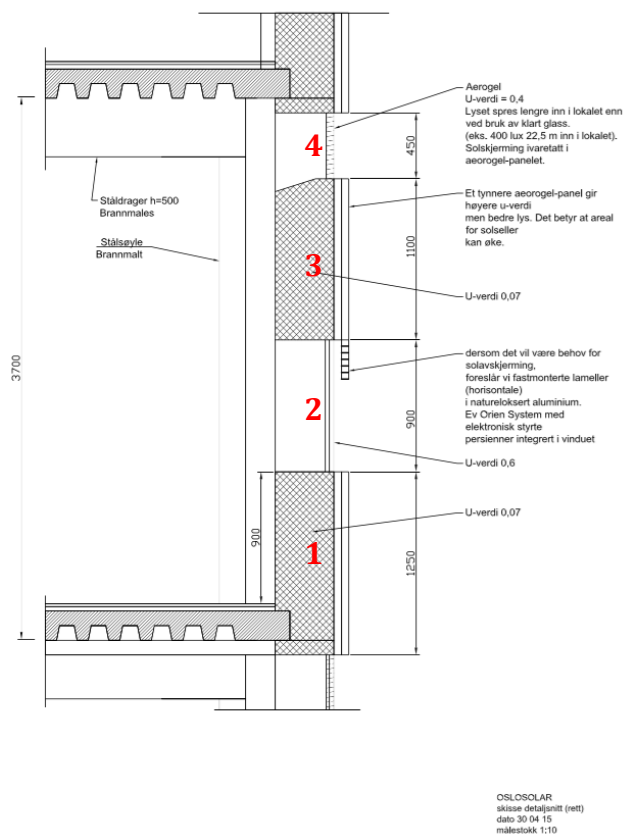 Aerogel
U-verdi = 0,4
Lyset spres lengre inn i lokalet enn
ved bruk av klart glass.
(eks. 400 lux 22,5 m inn i lokalet).
Solskjerming ivaretatt i
aeorogel-panelet.
4
450
Ståldrager h=500
Brannmales
Et tynnere aeorogel-panel gir
høyere u-verdi
men bedre lys. Det betyr at areal
for solseller
kan øke.
Stålsøyle
Brannmalt
3
1100
U-verdi 0,07
3700
dersom det vil være behov for
solavskjerming,
foreslår vi fastmonterte lameller
(horisontale)
i natureloksert aluminium.
Ev Orien System med
elektronisk styrte
persienner integrert i vinduet
2
900
U-verdi 0,6
U-verdi 0,07
900
1
1250
OSLOSOLAR
skisse detaljsnitt (rett)
dato 30 04 15
målestokk 1:10